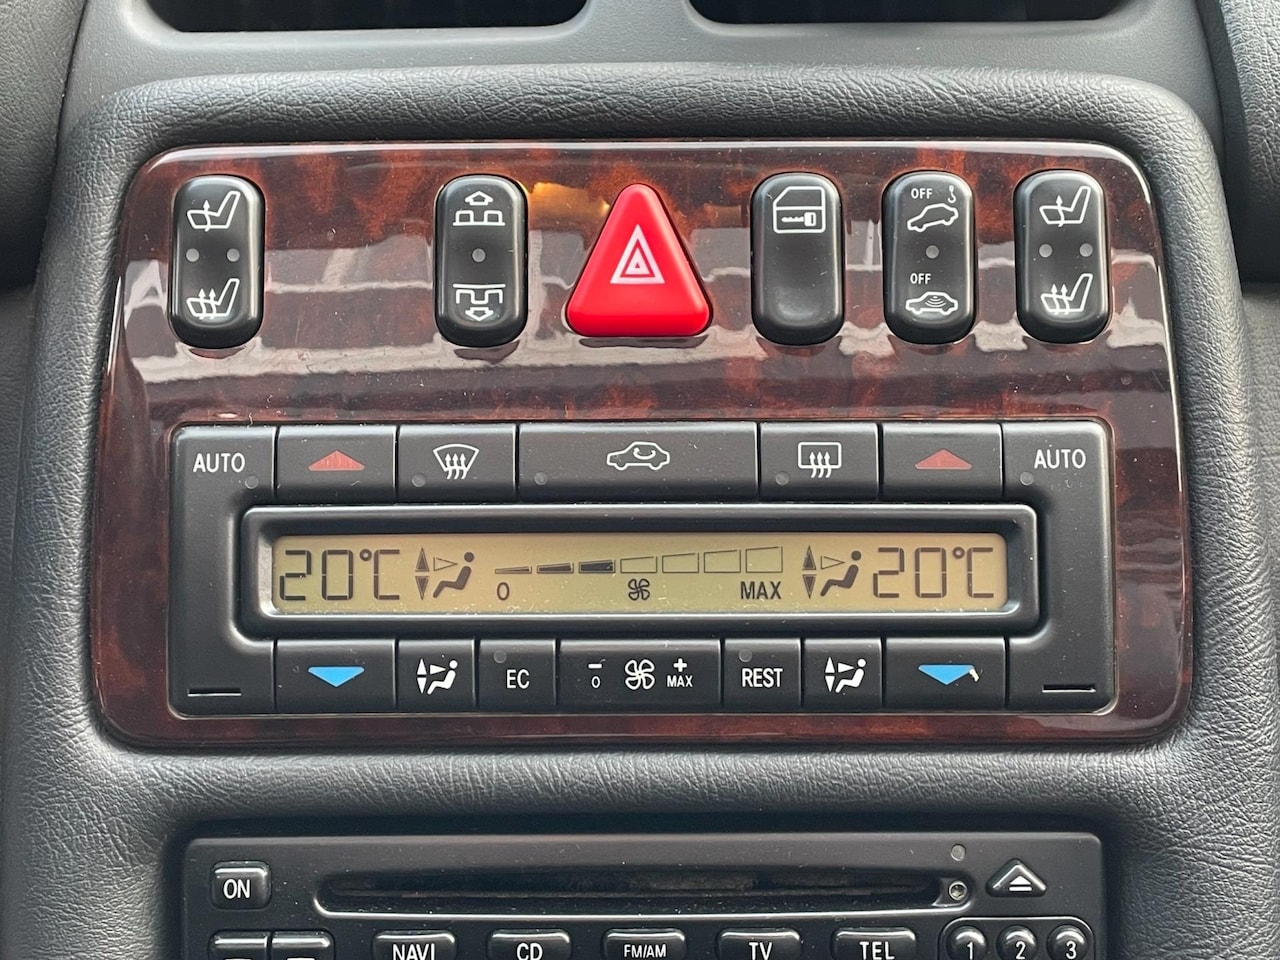 OFF
OFF
AUTO
AUTO
20°C
0
MAX
20°C
EC
−
0
+
MAX
REST
ON
NAVI
CD
FM/AM
TV
TEL
1
2
3